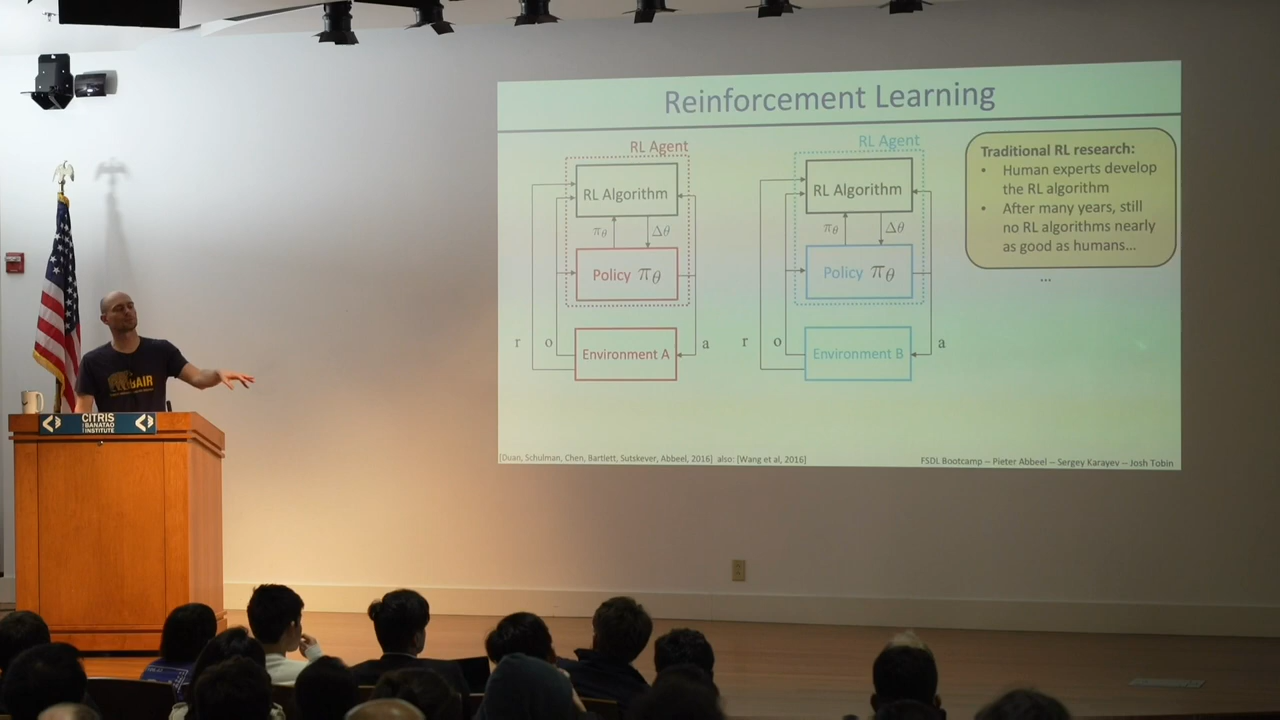 Reinforcement Learning
RL Agent
RL Algorithm
πθ
Δθ
Policy πθ
r
o
a
Environment A
RL Agent
RL Algorithm
πθ
Δθ
Policy πθ
r
o
a
Environment B
Traditional RL research:
• Human experts develop
the RL algorithm
• After many years, still
no RL algorithms nearly
as good as humans...
...
[Duan, Schulman, Chen, Bartlett, Sutskever, Abbeel, 2016] also: [Wang et al, 2016]
FSDL Bootcamp – Pieter Abbeel – Sergey Karayev – Josh Tobin
BAIR
CITRIS
BANATAO
INSTITUTE